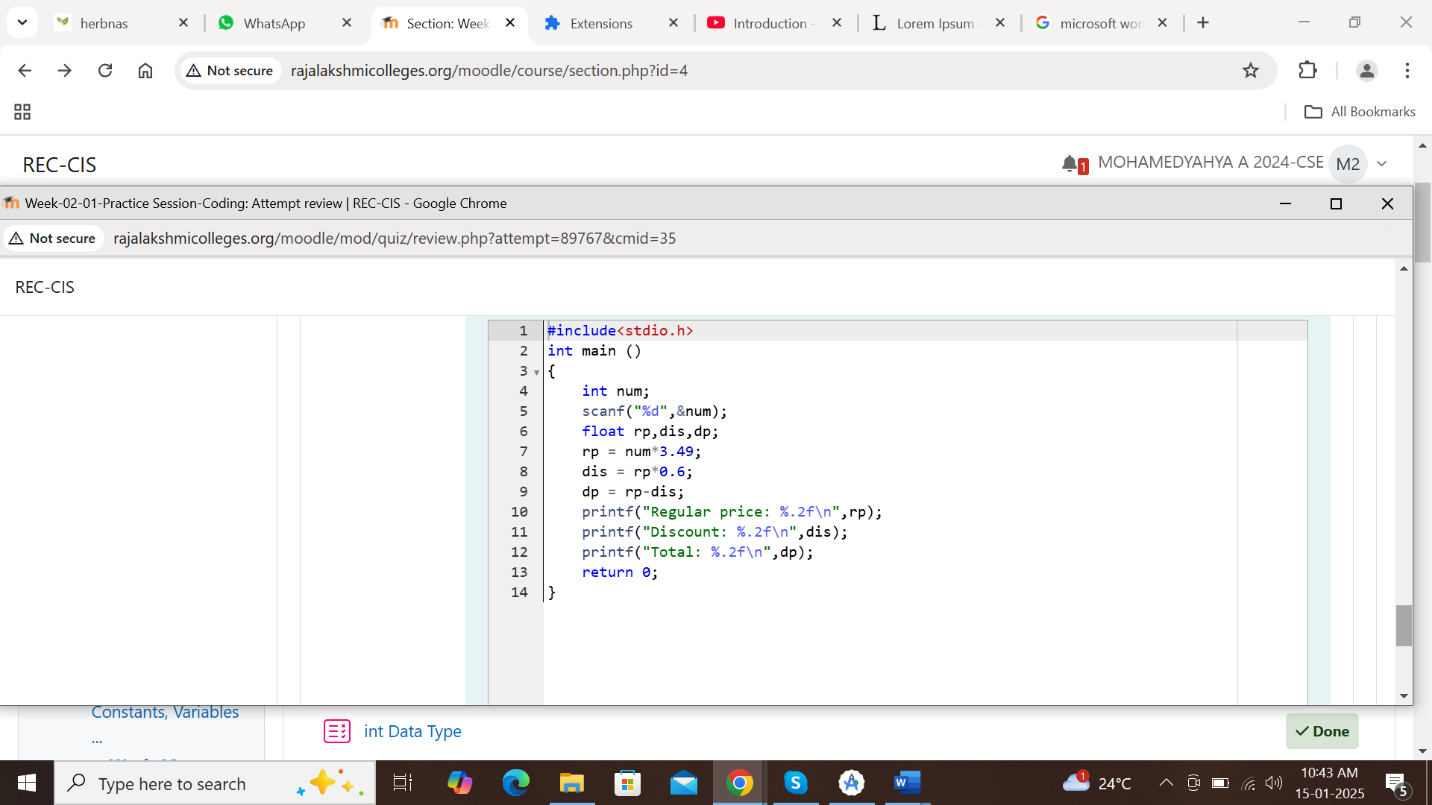 herbnas
WhatsApp
Section: Week
Extensions
Introduction -
Lorem Ipsum -
microsoft wor
Not secure
rajalakshmicolleges.org/moodle/course/section.php?id=4
All Bookmarks
REC-CIS
1
MOHAMEDYAHYA A 2024-CSE
M2
Week-02-01-Practice Session-Coding: Attempt review | REC-CIS - Google Chrome
Not secure
rajalakshmicolleges.org/moodle/mod/quiz/review.php?attempt=89767&cmid=35
REC-CIS
1 #include<stdio.h>
2 int main ()
3 {
4 int num;
5 scanf("%d",&num);
6 float rp,dis,dp;
7 rp = num*3.49;
8 dis = rp*0.6;
9 dp = rp-dis;
10 printf("Regular price: %.2f\n",rp);
11 printf("Discount: %.2f\n",dis);
12 printf("Total: %.2f\n",dp);
13 return 0;
14 }
Constants, Variables
...
int Data Type
Done
Type here to search
1
24°C
10:43 AM
15-01-2025
5